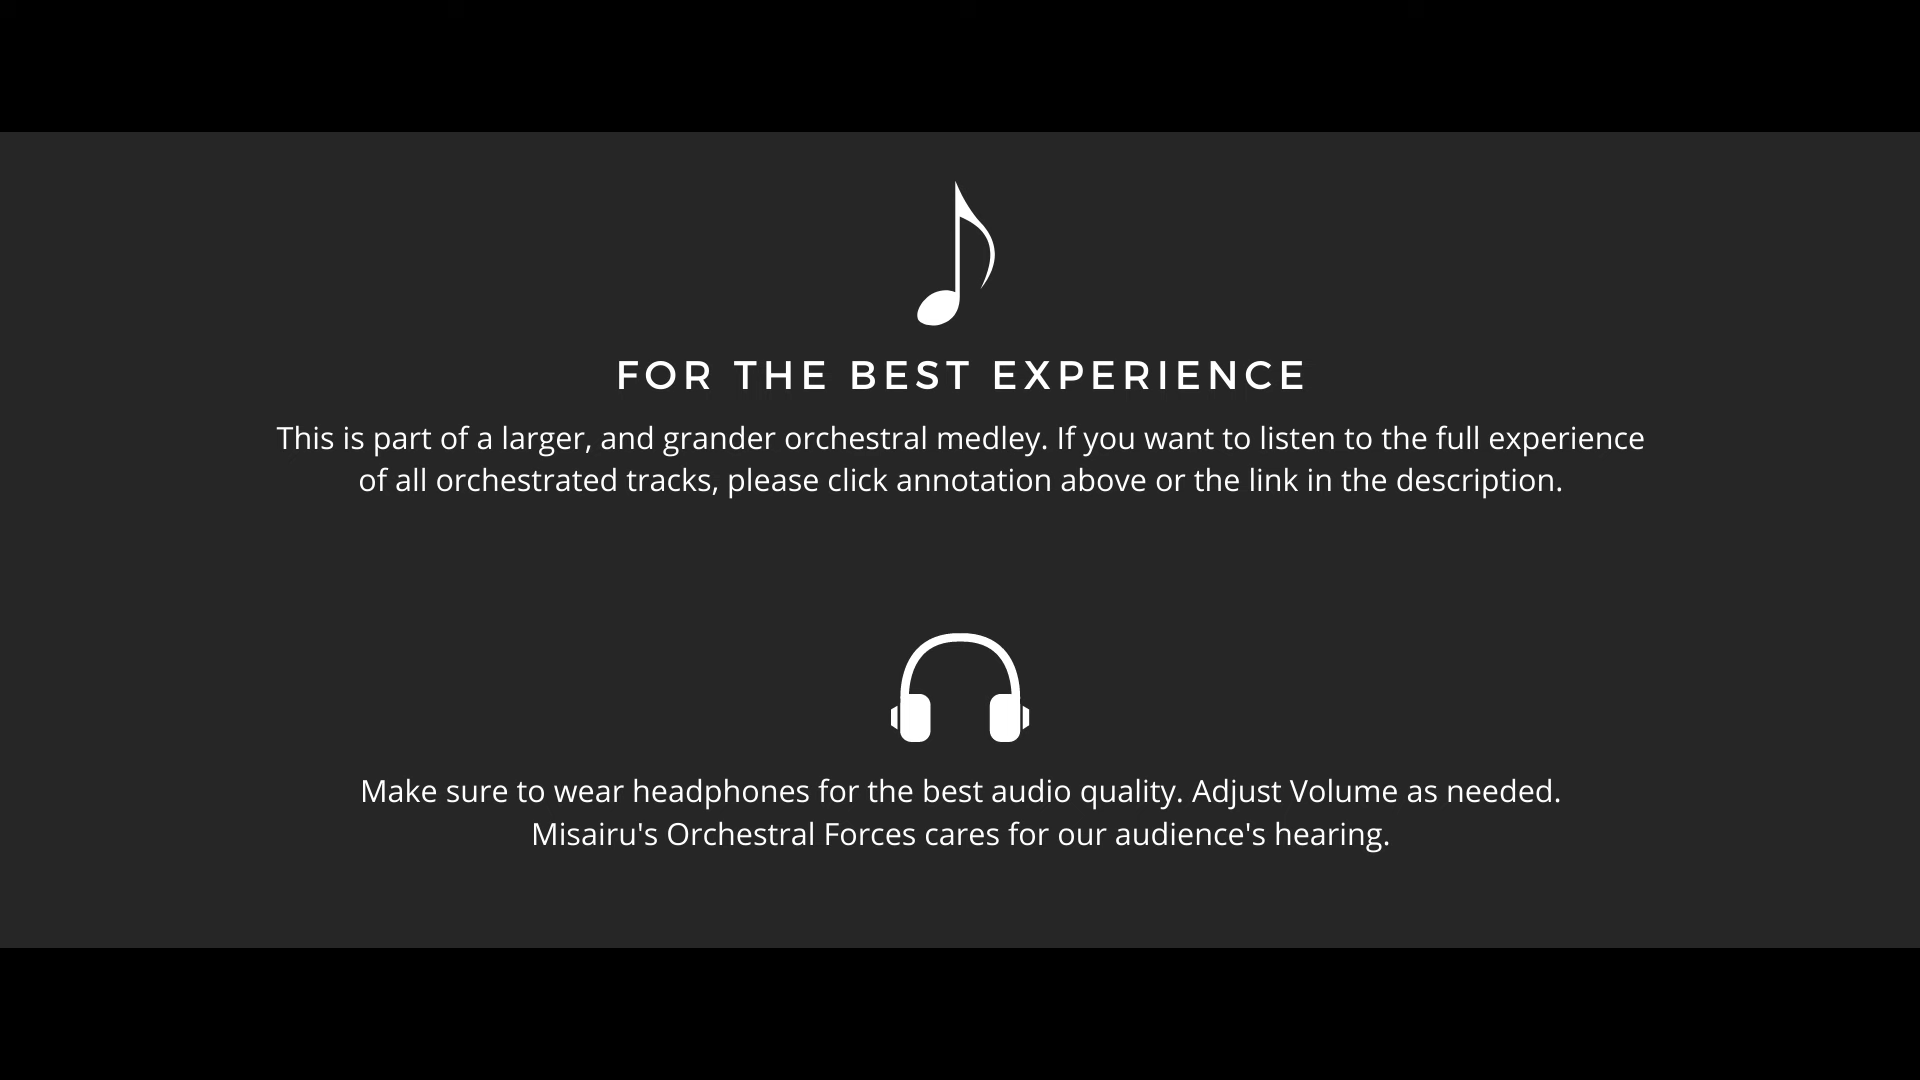 FOR THE BEST EXPERIENCE
This is part of a larger, and grander orchestral medley. If you want to listen to the full experience
of all orchestrated tracks, please click annotation above or the link in the description.
Make sure to wear headphones for the best audio quality. Adjust Volume as needed.
Misairu's Orchestral Forces cares for our audience's hearing.